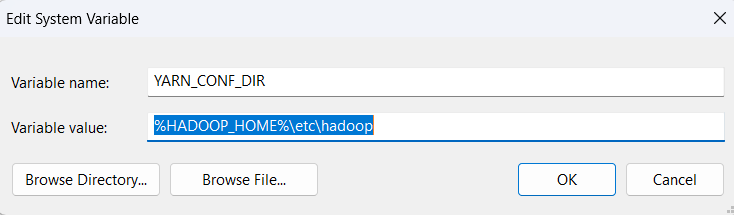 Edit System Variable
Variable name: YARN_CONF_DIR
Variable value: %HADOOP_HOME%\etc\hadoop
Browse Directory... Browse File... OK Cancel